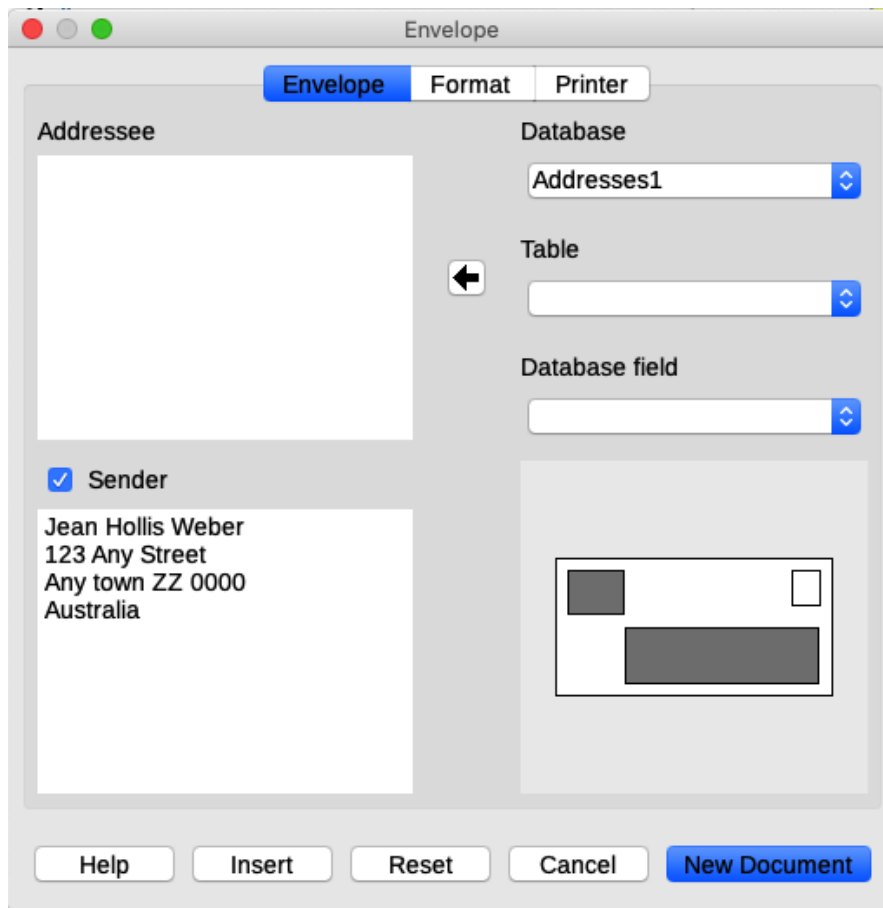 Envelope
Envelope Format Printer
Addressee
Database
Addresses1
Table
Database field
Sender
Jean Hollis Weber
123 Any Street
Any town ZZ 0000
Australia
Help Insert Reset Cancel New Document